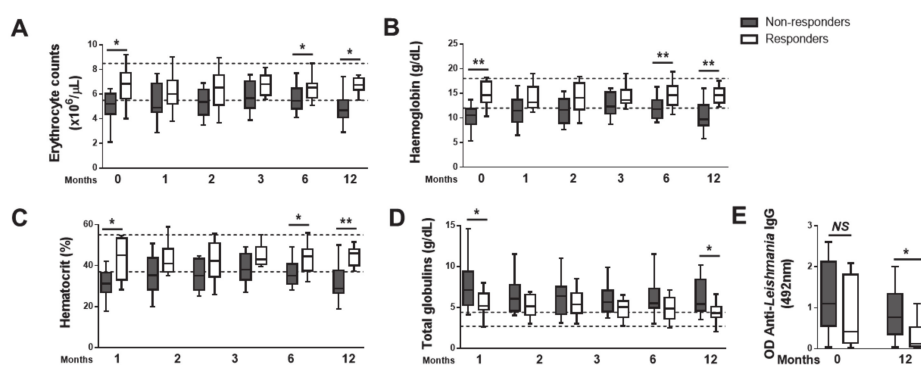 Non-responders
Responders
A
Erythrocyte counts
(x10⁶/µL)
10
8
6
4
2
0
*
*
*
Months 0 1 2 3 6 12
B
Haemoglobin (g/dL)
25
20
15
10
5
0
**
**
**
Months 0 1 2 3 6 12
C
Hematocrit (%)
60
40
20
0
*
*
**
Months 1 2 3 6 12
D
Total globulins (g/dL)
15
10
5
0
*
*
Months 1 2 3 6 12
E
OD Anti-Leishmania IgG
(492nm)
3
2
1
0
NS
*
Months 0 12